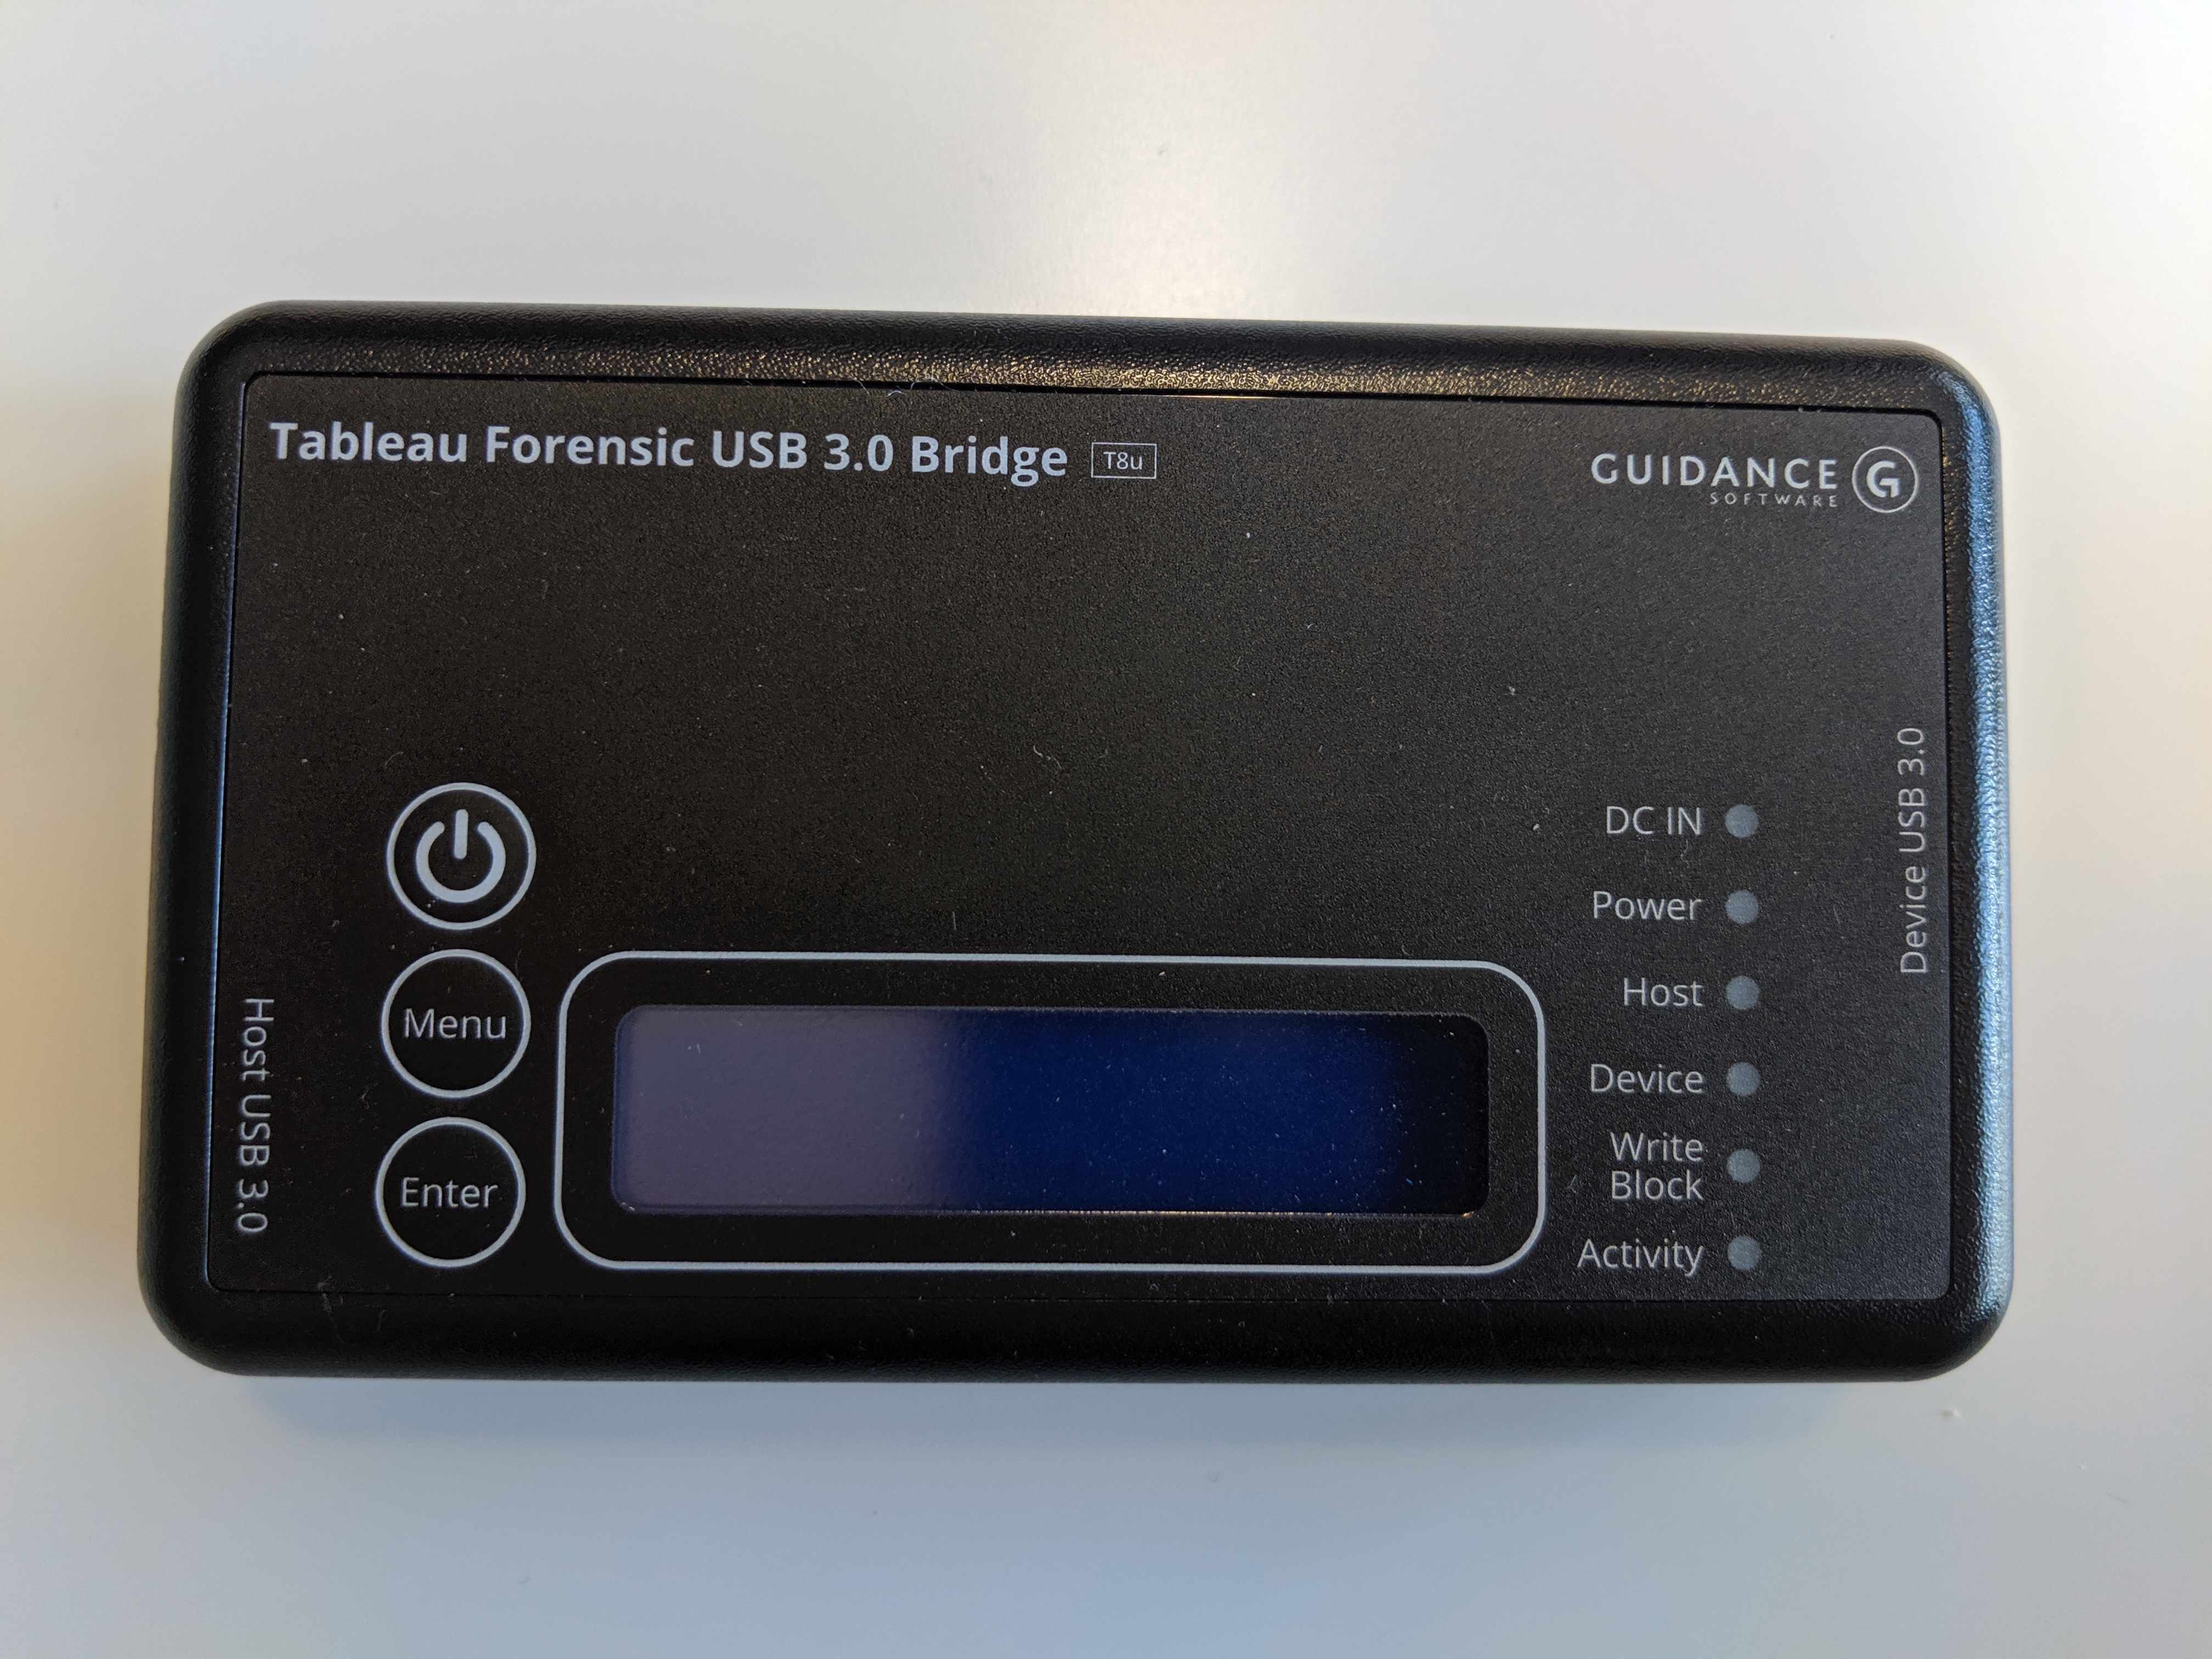 Tableau Forensic USB 3.0 Bridge T8u
GUIDANCE G
SOFTWARE
Device USB 3.0
DC IN
Power
Host
Device
Write
Block
Activity
Menu
Enter
Host USB 3.0